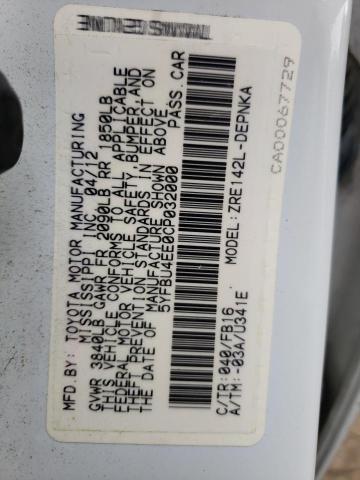 MFD.BY: TOYOTA MOTOR MANUFACTURING
MISSISSIPPI INC. 04/12
GVWR 3840LB GAWR FR 2090LB RR 1850LB
THIS VEHICLE CONFORMS TO ALL APPLICABLE
FEDERAL MOTOR VEHICLE SAFETY, BUMPER, AND
THEFT PREVENTION STANDARDS IN EFFECT ON
THE DATE OF MANUFACTURE SHOWN ABOVE.
5YFBU4EE0CP032000 PASS.CAR
C/TR:040/FB16 MODEL:ZRE142L-DEPNKA
A/TM:-03A/U341E
CA00067729